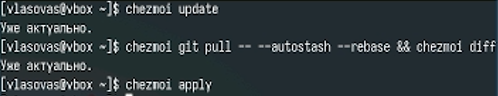 [vlasovas@vbox ~]$ chezmoi update
Уже актуально.
[vlasovas@vbox ~]$ chezmoi git pull -- --autostash --rebase && chezmoi diff
Уже актуально.
[vlasovas@vbox ~]$ chezmoi apply